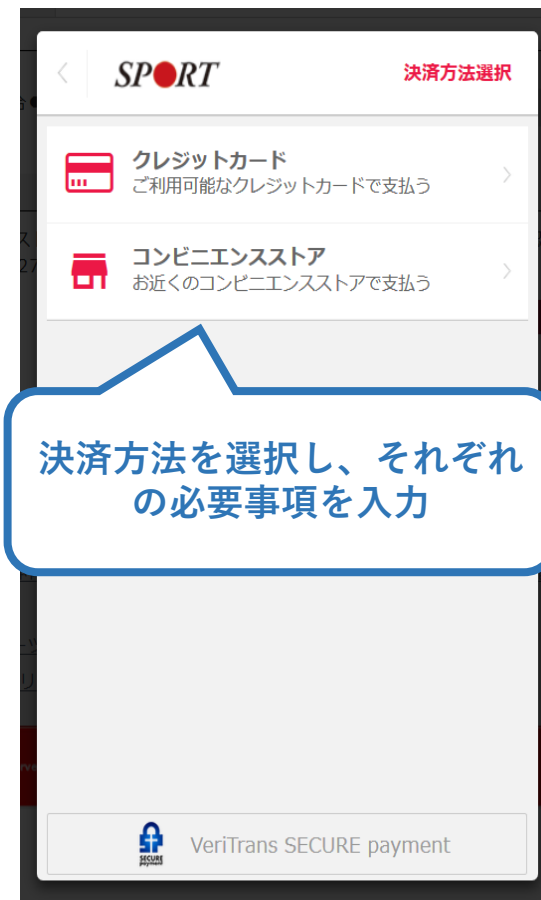 SPORT
決済方法選択
クレジットカード
ご利用可能なクレジットカードで支払う
コンビニエンスストア
お近くのコンビニエンスストアで支払う
決済方法を選択し、それぞれ
の必要事項を入力
SECURE
payment
VeriTrans SECURE payment